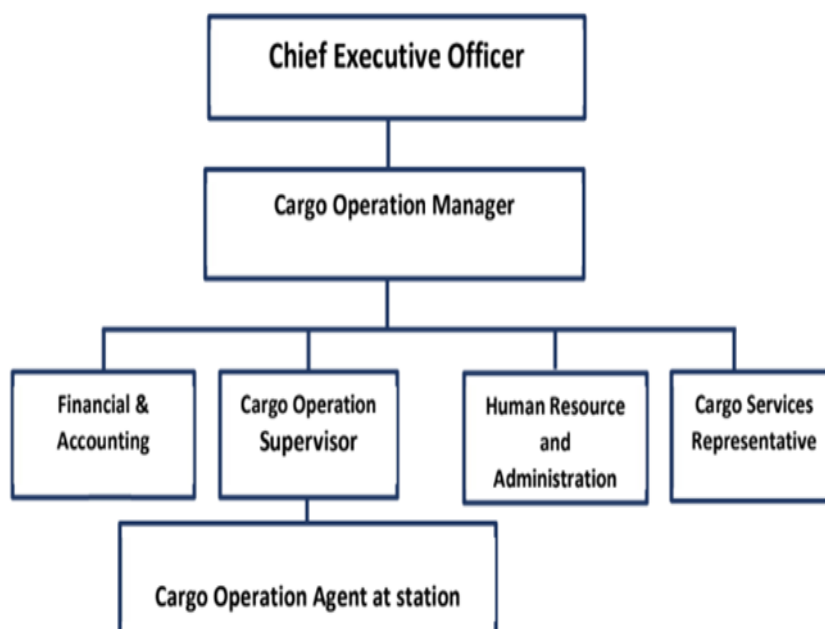 Chief Executive Officer
Cargo Operation Manager
Financial &
Accounting
Cargo Operation
Supervisor
Human Resource
and
Administration
Cargo Services
Representative
Cargo Operation Agent at station